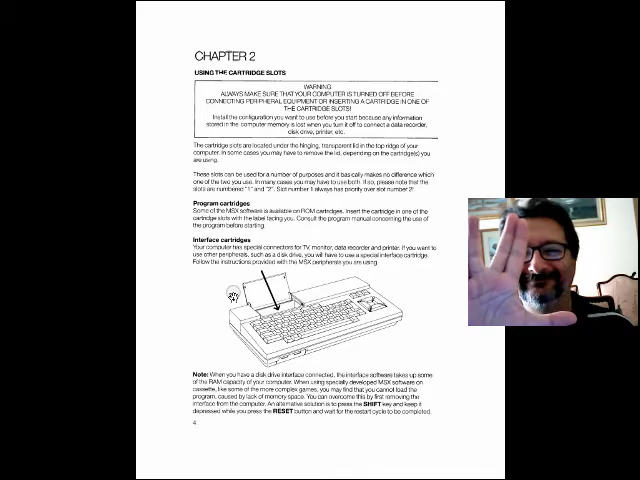 CHAPTER 2
USING THE CARTRIDGE SLOTS
WARNING
ALWAYS MAKE SURE THAT YOUR COMPUTER IS TURNED OFF BEFORE
CONNECTING PERIPHERAL EQUIPMENT OR INSERTING A CARTRIDGE IN ONE OF
THE CARTRIDGE SLOTS!
Install the configuration you want to use before you start because any information
stored in the computer memory is lost when you turn it off to connect a data recorder,
disk drive, printer, etc.
The cartridge slots are located under the hinging, transparent lid in the top ridge of your
computer. In some cases you may have to remove the lid, depending on the cartridge(s) you
are using.
These slots can be used for a number of purposes and it basically makes no difference which
one of the two you use. In many cases you may have to use both. If so, please note that the
slots are numbered "1" and "2". Slot number 1 always has priority over slot number 2!
Program cartridges
Some of the MSX software is available on ROM cartridges. Insert the cartridge in one of the
cartridge slots with the label facing you. Consult the program manual concerning the use of
the program before starting.
Interface cartridges
Your computer has special connectors for TV, monitor, data recorder and printer. If you want to
use other peripherals, such as a disk drive, you will have to use a special interface cartridge.
Follow the instructions provided with the MSX peripherals you are using.
Note: When you have a disk drive interface connected, the interface software takes up some
of the RAM capacity of your computer. When using specially developed MSX software on
cassette, like some of the more complex games, you may find that you cannot load the
program, caused by lack of memory space. You can overcome this by first removing the
interface from the computer. An alternative solution is to press the SHIFT key and keep it
depressed while you press the RESET button and wait for the restart cycle to be completed.
4